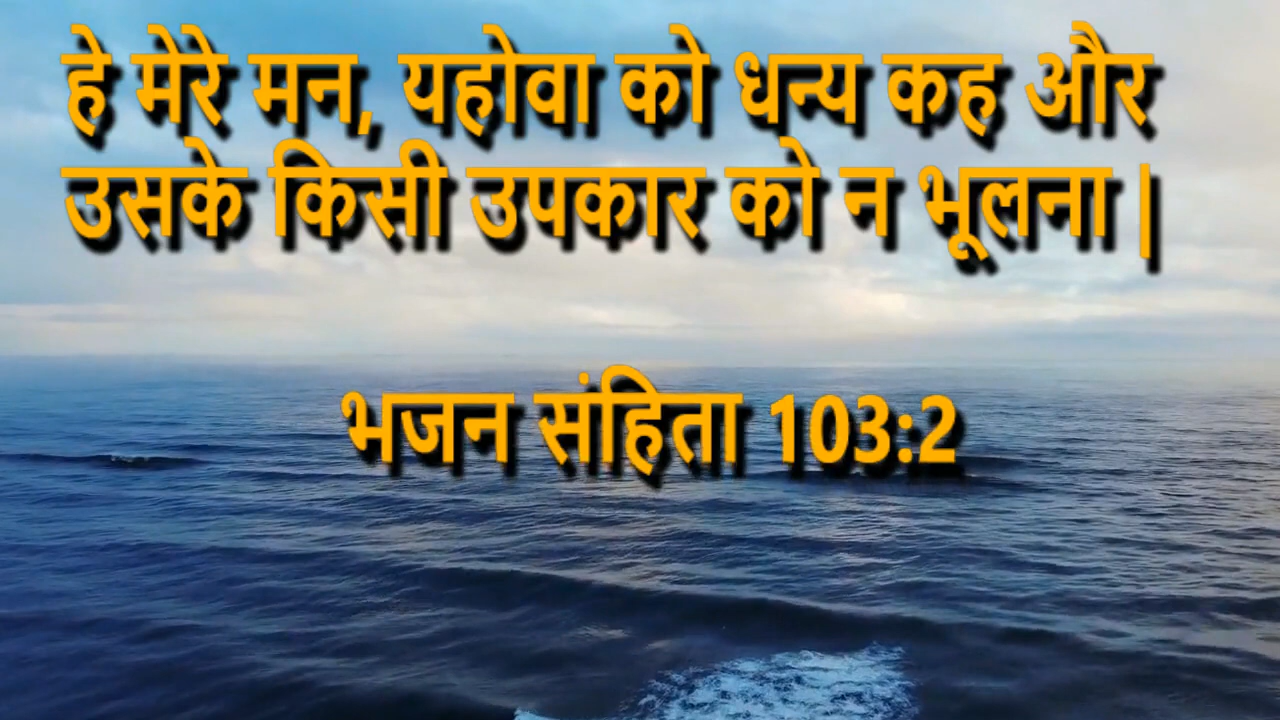 हे मेरे मन, यहोवा को धन्य कह और
उसके किसी उपकार को न भूलना |
भजन संहिता 103:2